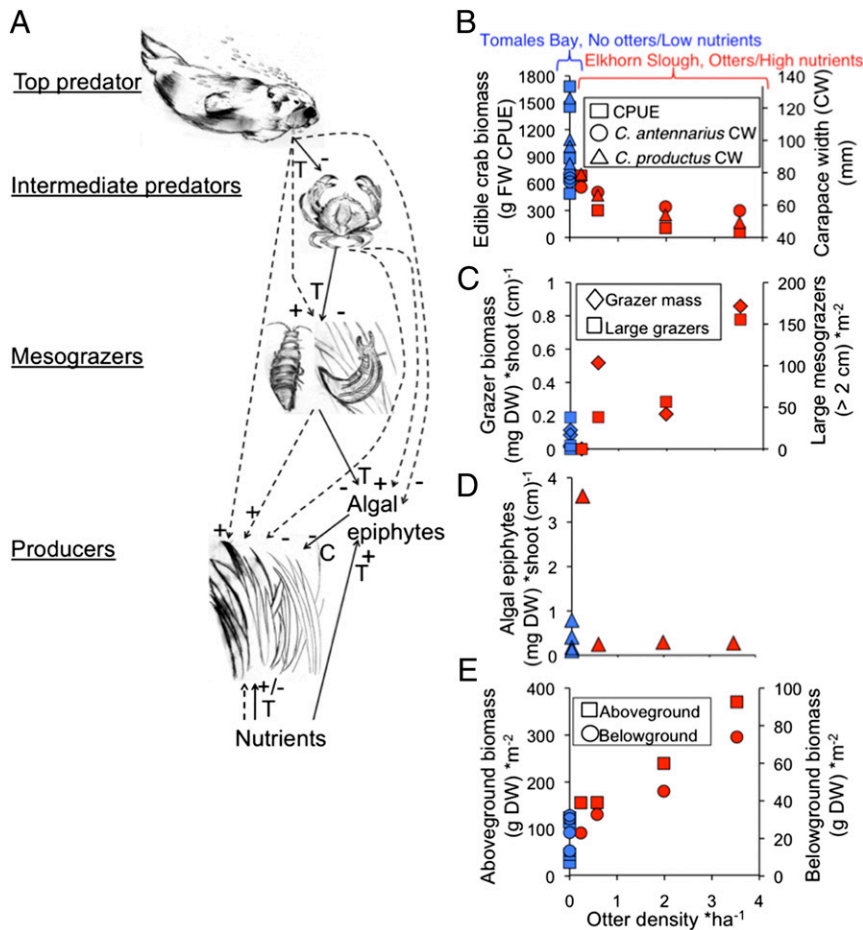 A
Top predator
T
-
Intermediate predators
T
+
-
Mesograzers
T
-
+
-
Algal
epiphytes
+
+
-
-
C
+
T
Producers
+/-
T
Nutrients
B
Tomales Bay, No otters/Low nutrients
Elkhorn Slough, Otters/High nutrients
Edible crab biomass
(g FW CPUE)
1800
1500
1200
900
600
300
0
CPUE
C. antennarius CW
C. productus CW
140
120
100
80
60
40
Carapace width (CW)
(mm)
C
Grazer biomass
(mg DW) *shoot (cm)-1
1
0.8
0.6
0.4
0.2
0
Grazer mass
Large grazers
200
150
100
50
0
Large mesograzers
(> 2 cm) *m-2
D
Algal epiphytes
(mg DW) *shoot (cm)-1
4
3
2
1
0
E
Aboveground biomass
(g DW) *m-2
400
300
200
100
0
Aboveground
Belowground
100
80
60
40
20
0
Belowground biomass
(g DW) *m-2
0 1 2 3 4
Otter density *ha-1